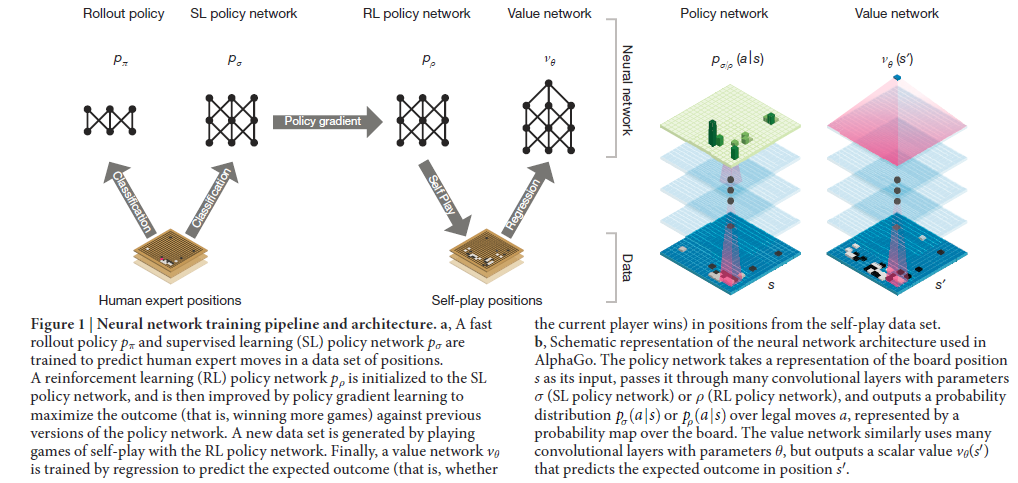 Rollout policy
SL policy network
RL policy network
Value network
Policy network
Value network
pπ
pσ
pρ
νθ
Neural network
pσ/ρ (a|s)
νθ (s′)
Policy gradient
Classification
Classification
Self Play
Regression
Data
s
s′
Human expert positions
Self-play positions
Figure 1 | Neural network training pipeline and architecture. a, A fast
rollout policy pπ and supervised learning (SL) policy network pσ are
trained to predict human expert moves in a data set of positions.
A reinforcement learning (RL) policy network pρ is initialized to the SL
policy network, and is then improved by policy gradient learning to
maximize the outcome (that is, winning more games) against previous
versions of the policy network. A new data set is generated by playing
games of self-play with the RL policy network. Finally, a value network vθ
is trained by regression to predict the expected outcome (that is, whether
the current player wins) in positions from the self-play data set.
b, Schematic representation of the neural network architecture used in
AlphaGo. The policy network takes a representation of the board position
s as its input, passes it through many convolutional layers with parameters
σ (SL policy network) or ρ (RL policy network), and outputs a probability
distribution pσ(a|s) or pρ(a|s) over legal moves a, represented by a
probability map over the board. The value network similarly uses many
convolutional layers with parameters θ, but outputs a scalar value vθ(s′)
that predicts the expected outcome in position s′.